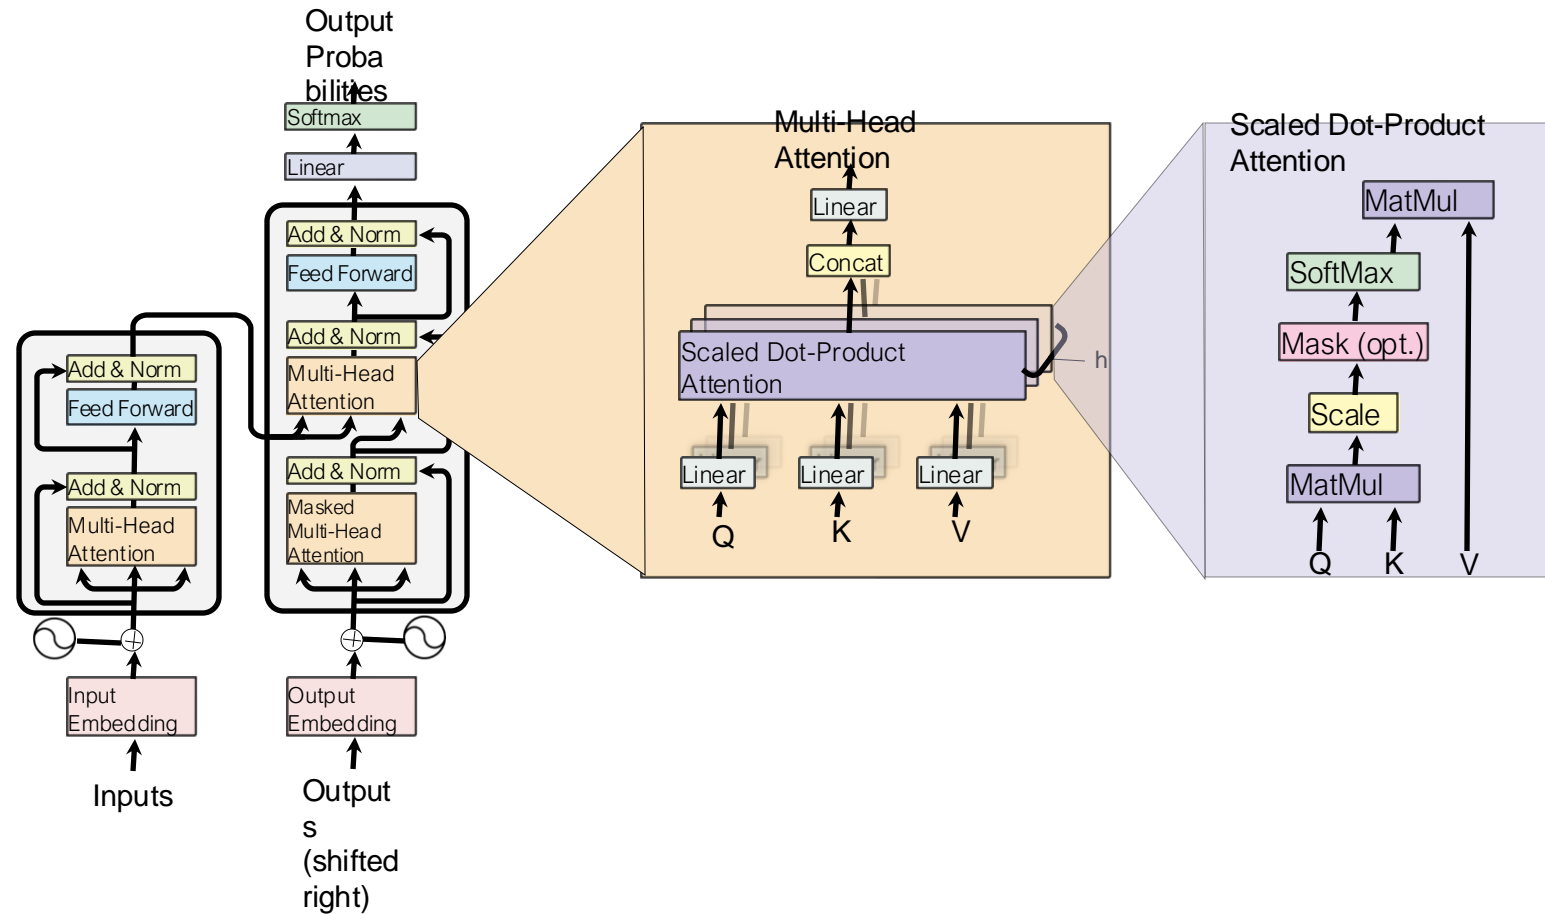 Output
Proba
bilities
Softmax
Linear
Add & Norm
Feed Forward
Add & Norm
Multi-Head
Attention
Add & Norm
Masked
Multi-Head
Attention
Output
Embedding
Output
s
(shifted
right)
Add & Norm
Feed Forward
Add & Norm
Multi-Head
Attention
Input
Embedding
Inputs
Multi-Head
Attention
Linear
Concat
Scaled Dot-Product
Attention
h
Linear
Linear
Linear
Q
K
V
Scaled Dot-Product
Attention
MatMul
SoftMax
Mask (opt.)
Scale
MatMul
Q
K
V